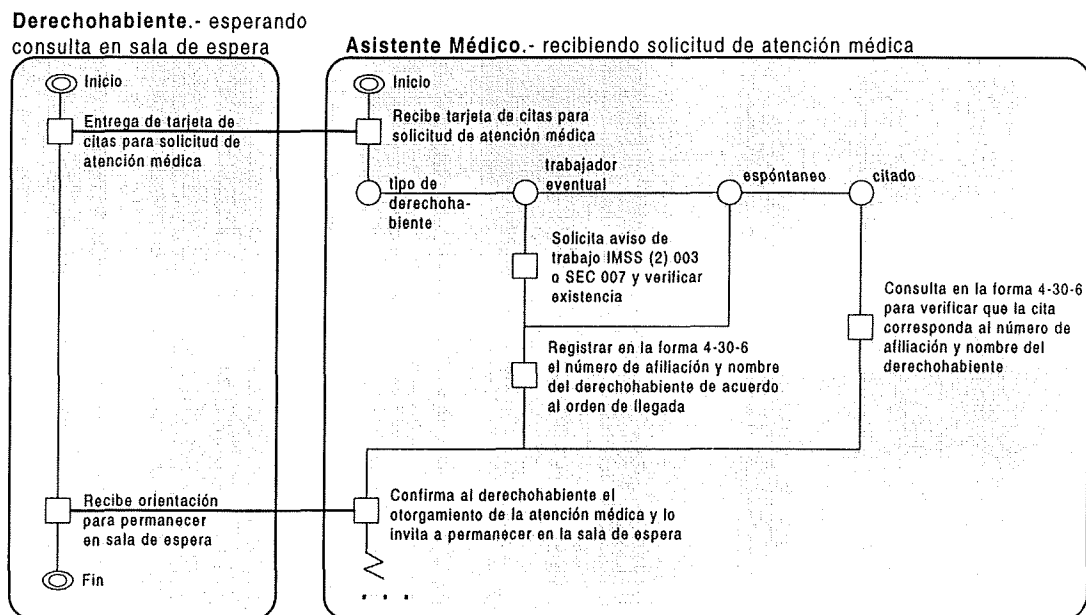 Derechohabiente.- esperando
consulta en sala de espera
Inicio
Entrega de tarjeta de
citas para solicitud de
atención médica
Recibe orientación
para permanecer
en sala de espera
Fin
Asistente Médico.- recibiendo solicitud de atención médica
Inicio
Recibe tarjeta de citas para
solicitud de atención médica
tipo de
derechoha-
biente
trabajador
eventual
espóntaneo
citado
Solicita aviso de
trabajo IMSS (2) 003
o SEC 007 y verificar
existencia
Consulta en la forma 4-30-6
para verificar que la cita
corresponda al número de
afiliación y nombre del
derechohabiente
Registrar en la forma 4-30-6
el número de afiliación y nombre
del derechohabiente de acuerdo
al orden de llegada
Confirma al derechohabiente el
otorgamiento de la atención médica y lo
invita a permanecer en la sala de espera
. . .